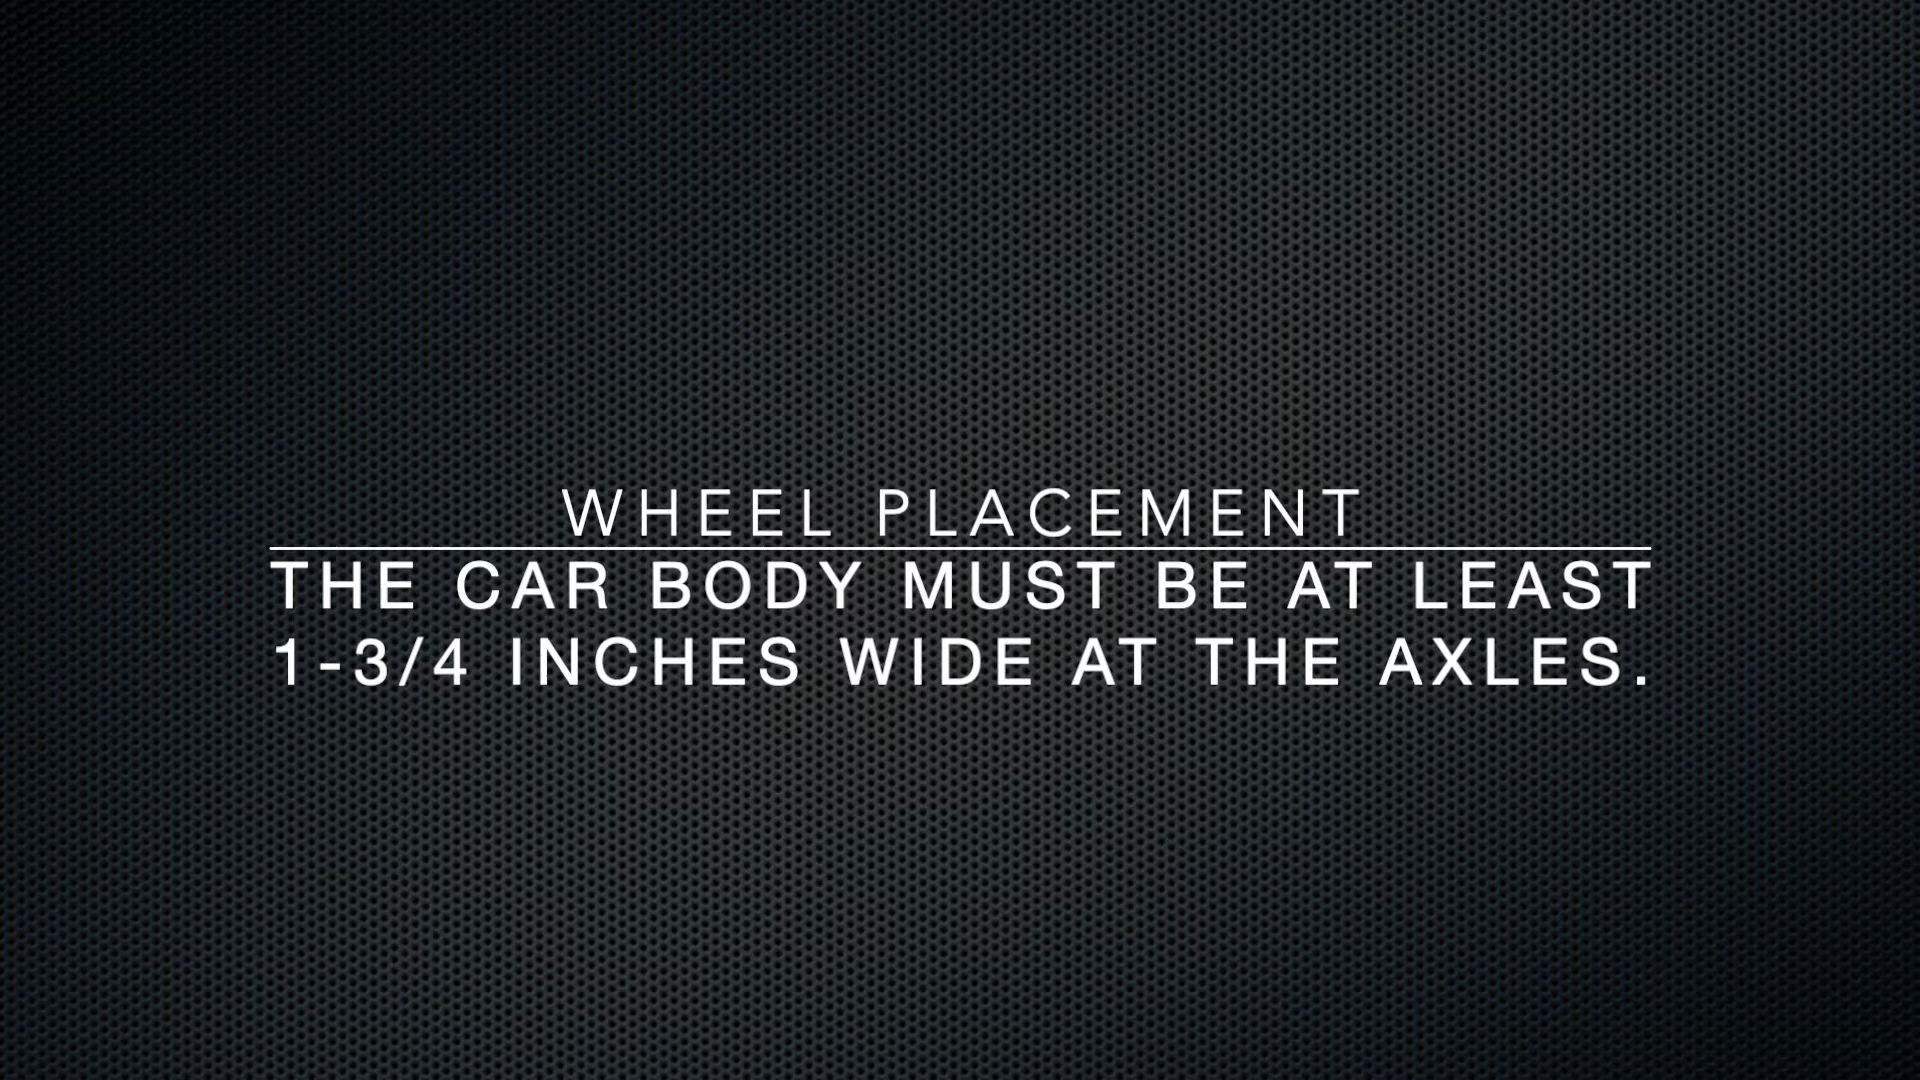 WHEEL PLACEMENT
THE CAR BODY MUST BE AT LEAST
1-3/4 INCHES WIDE AT THE AXLES.